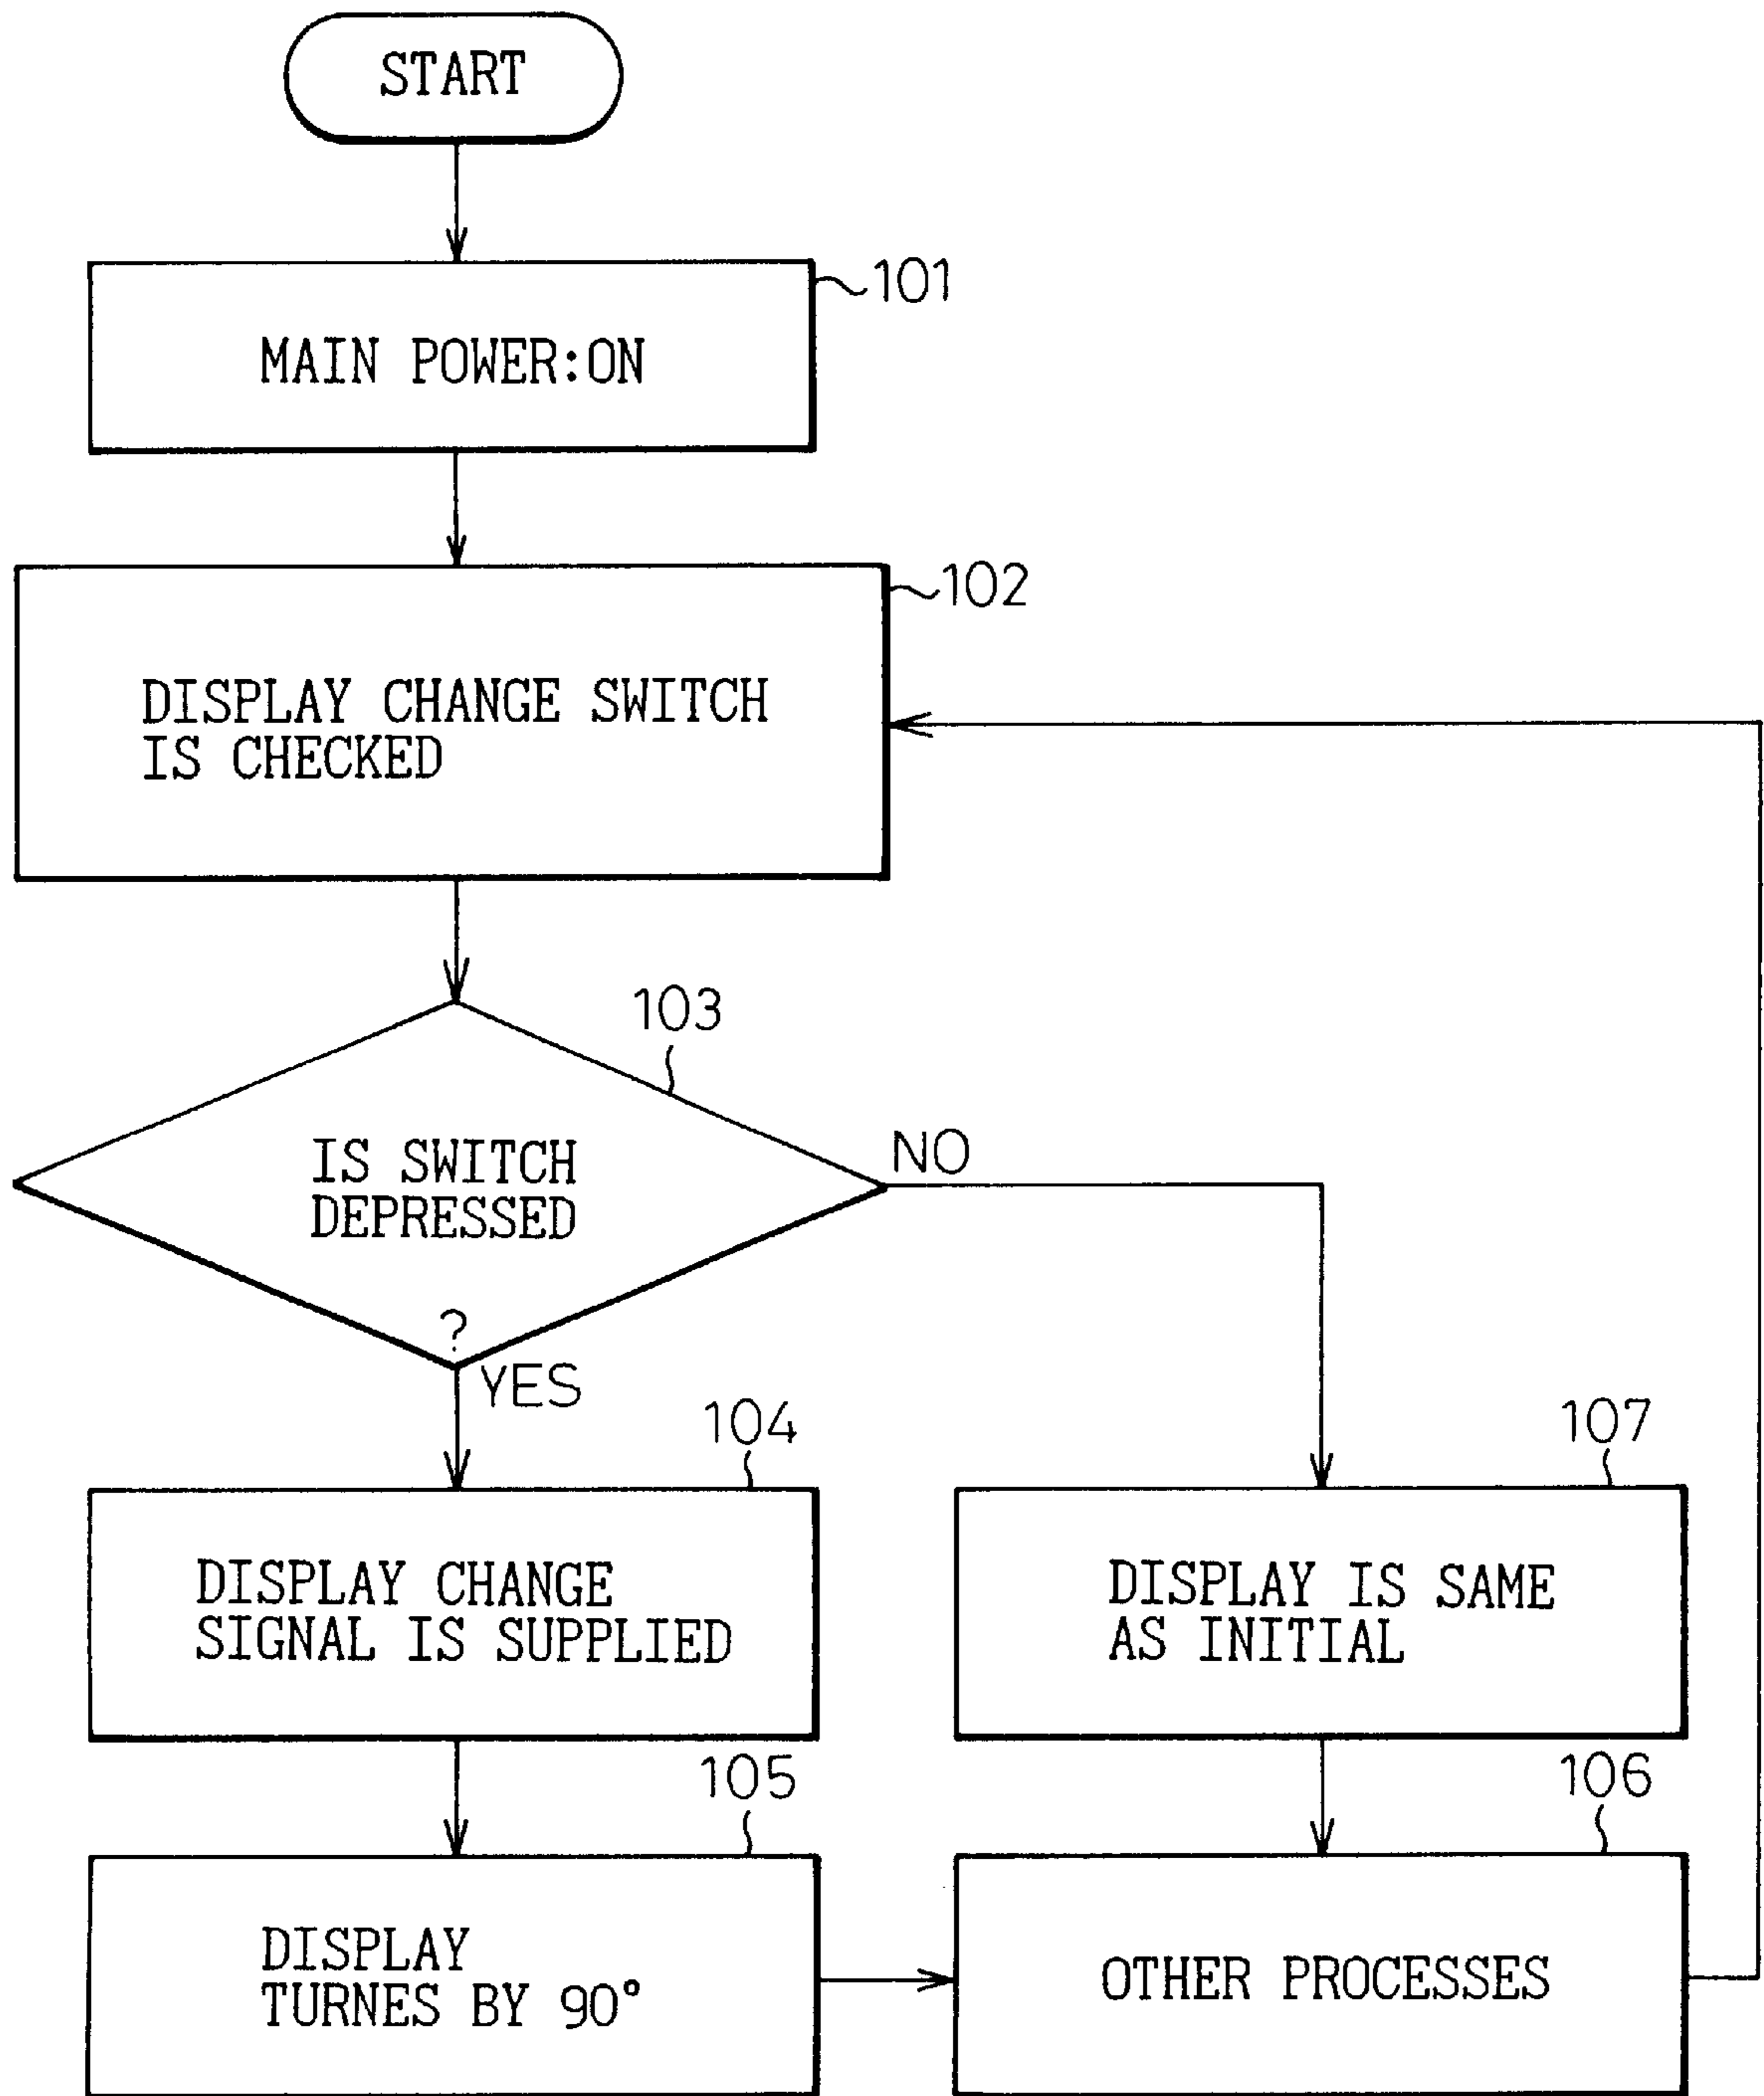 START
101
MAIN POWER:ON
102
DISPLAY CHANGE SWITCH
IS CHECKED
103
IS SWITCH
DEPRESSED
?
NO
YES
104
DISPLAY CHANGE
SIGNAL IS SUPPLIED
107
DISPLAY IS SAME
AS INITIAL
105
DISPLAY
TURNES BY 90°
106
OTHER PROCESSES